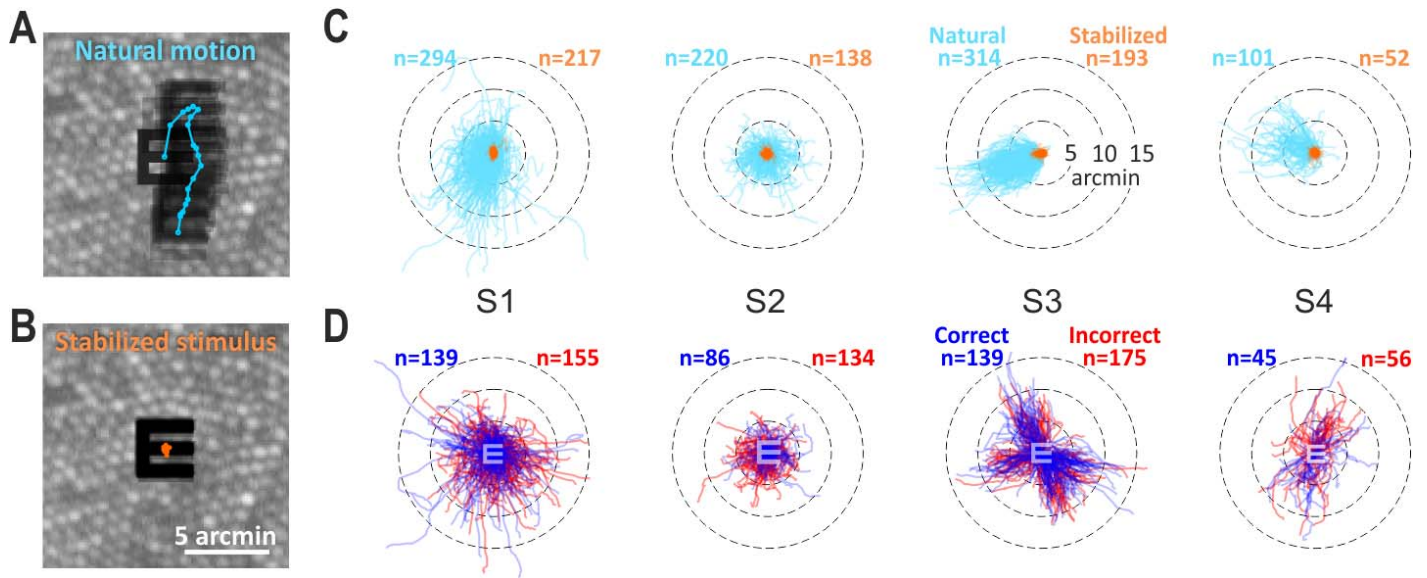 A
Natural motion
B
Stabilized stimulus
5 arcmin
C
n=294 n=217
n=220 n=138
Natural Stabilized
n=314 n=193
5 10 15
arcmin
n=101 n=52
S1 S2 S3 S4
D
n=139 n=155
n=86 n=134
Correct Incorrect
n=139 n=175
n=45 n=56
E
E
E
E
E
E